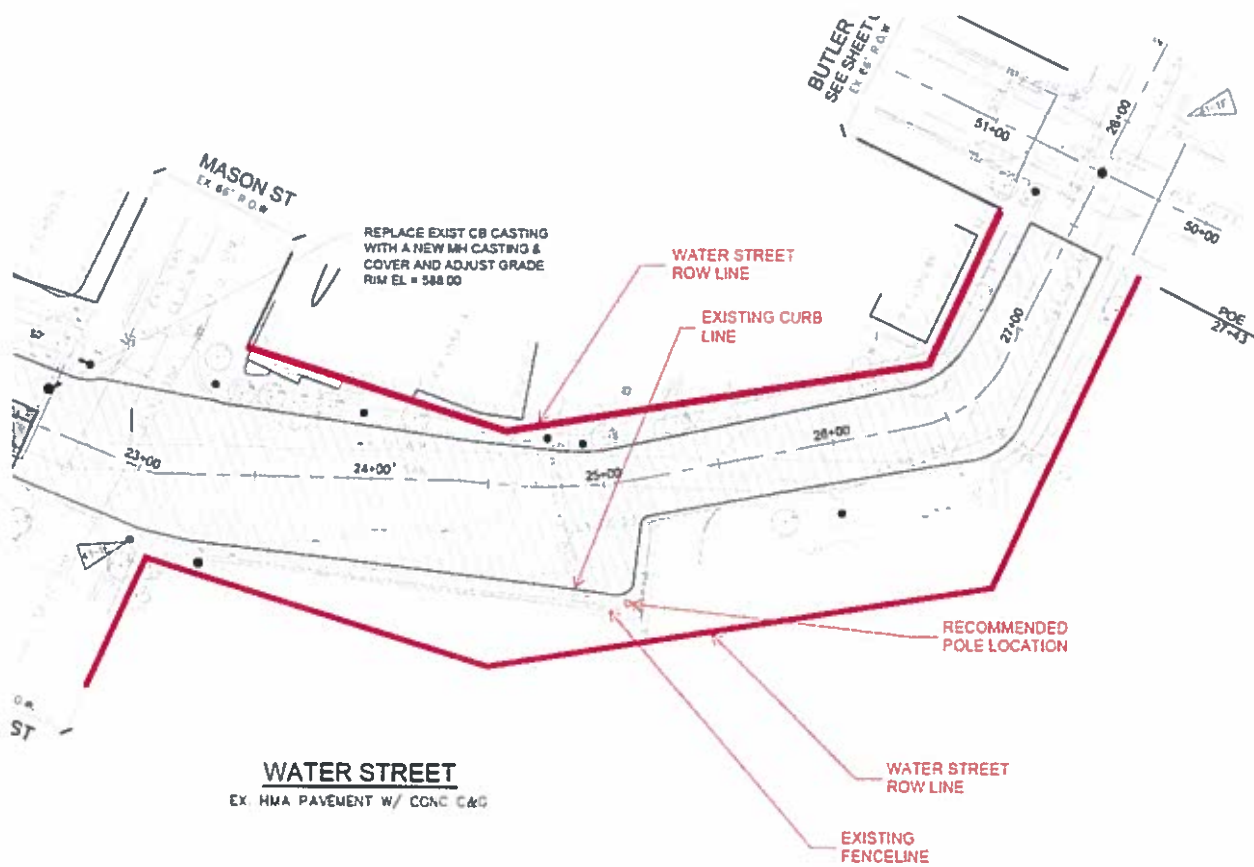 BUTLER
SEE SHEET
EX 66' R.O.W
51+00
28+00
50+00
MASON ST
EX 66' R.O.W
REPLACE EXIST CB CASTING
WITH A NEW MH CASTING &
COVER AND ADJUST GRADE
RIM EL = 588.00
WATER STREET
ROW LINE
EXISTING CURB
LINE
27+00
POE
27+43
23+00
24+00
25+00
26+00
RECOMMENDED
POLE LOCATION
ST
WATER STREET
EX. HMA PAVEMENT W/ CONC C&G
WATER STREET
ROW LINE
EXISTING
FENCELINE